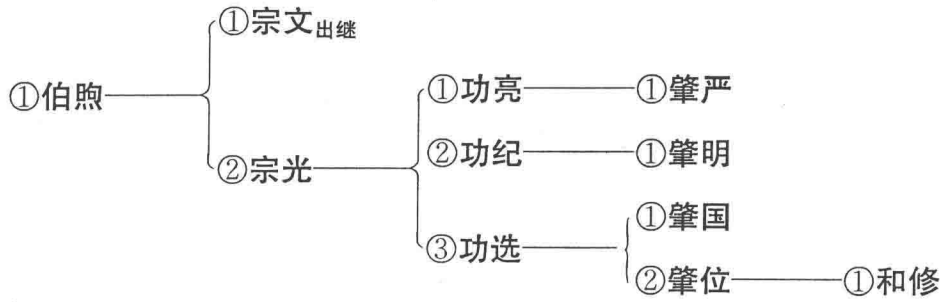 ①宗文出继
①伯煦
②宗光
①功亮
①肇严
②功纪
①肇明
③功选
①肇国
②肇位
①和修